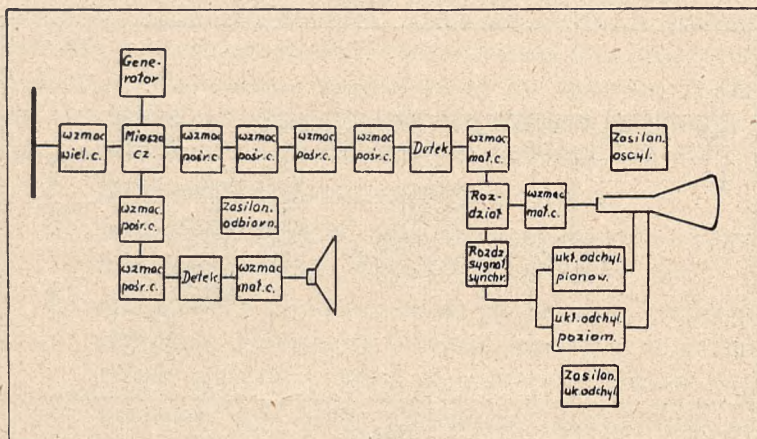 Gene-
rator
wzmac
wiel.c.
Miesza
cz.
wzmac
pośr.c.
wzmac
pośr.c.
wzmac
pośr.c.
wzmac
pośr.c.
Detek
wzmac
mał.c.
Zasilan.
oscyl.
wzmac.
pośr.c.
Zasilan.
odbiorn.
Roz-
dział
wzmac
mał.c.
wzmac
pośr.c.
Detek.
wzmac
mał.c.
Rozdz.
sygnał.
synchr.
ukł.odchyl.
pionow.
ukł.odchyl.
poziom.
Zasilan.
uk.odchyl.